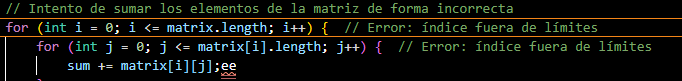 // Intento de sumar los elementos de la matriz de forma incorrecta
for (int i = 0; i <= matrix.length; i++) {  // Error: índice fuera de límites
    for (int j = 0; j <= matrix[i].length; j++) {  // Error: índice fuera de límites
        sum += matrix[i][j];ee